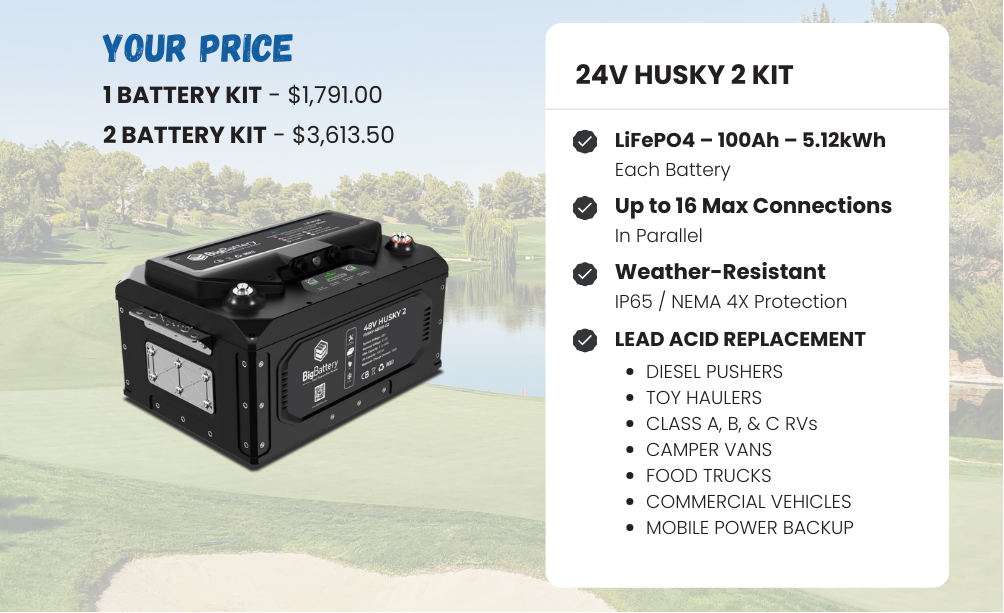 YOUR PRICE
1 BATTERY KIT - $1,791.00
2 BATTERY KIT - $3,613.50
BigBattery
48V HUSKY 2
BigBattery
24V HUSKY 2 KIT
LiFePO4 – 100Ah – 5.12kWh
Each Battery
Up to 16 Max Connections
In Parallel
Weather-Resistant
IP65 / NEMA 4X Protection
LEAD ACID REPLACEMENT
• DIESEL PUSHERS
• TOY HAULERS
• CLASS A, B, & C RVs
• CAMPER VANS
• FOOD TRUCKS
• COMMERCIAL VEHICLES
• MOBILE POWER BACKUP